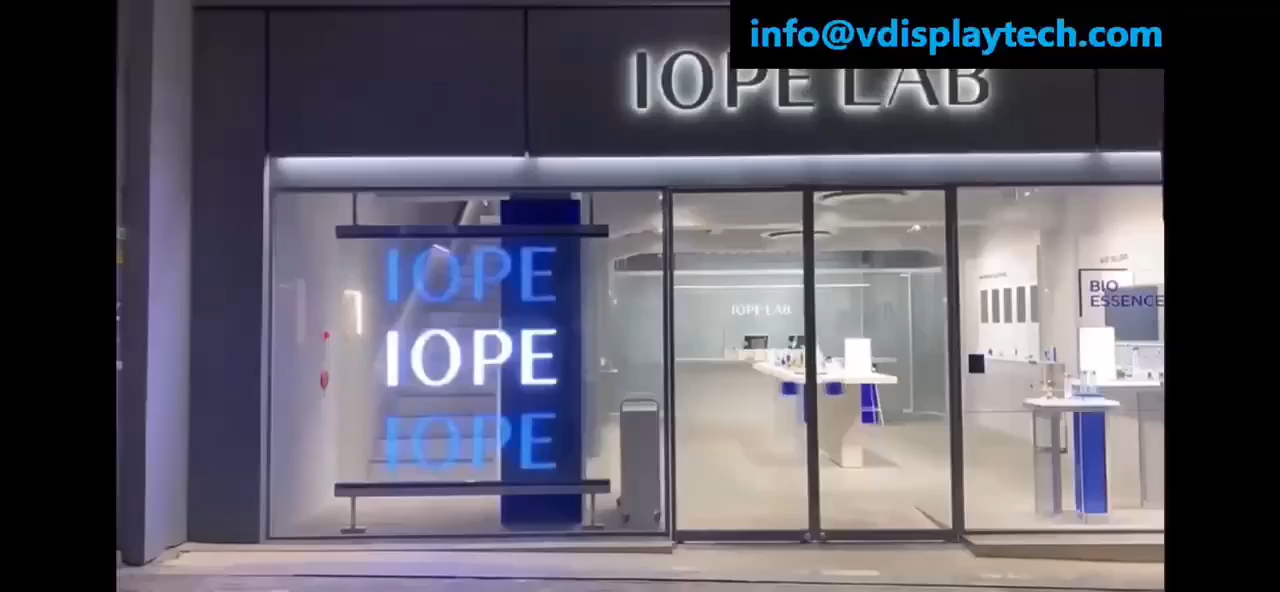 info@vdisplaytech.com
IOPE LAB
IOPE
IOPE
IOPE
IOPE LAB
BIO
ESSENCE